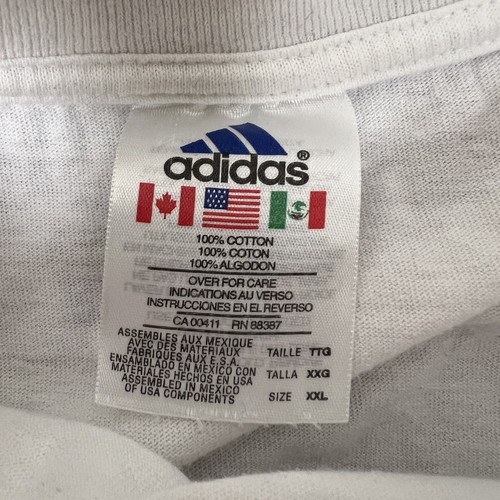 adidas®
100% COTTON
100% COTON
100% ALGODON
OVER FOR CARE
INDICATIONS AU VERSO
INSTRUCCIONES EN EL REVERSO
CA 00411 RN 88387
ASSEMBLES AUX MEXIQUE
AVEC DES MATERIAUX
FABRIQUES AUX E.S.A.
ENSAMBLADO EN MEXICO CON
MATERIALES HECHOS EN USA
ASSEMBLED IN MEXICO
OF USA COMPONENTS
TAILLE TTG
TALLA XXG
SIZE XXL